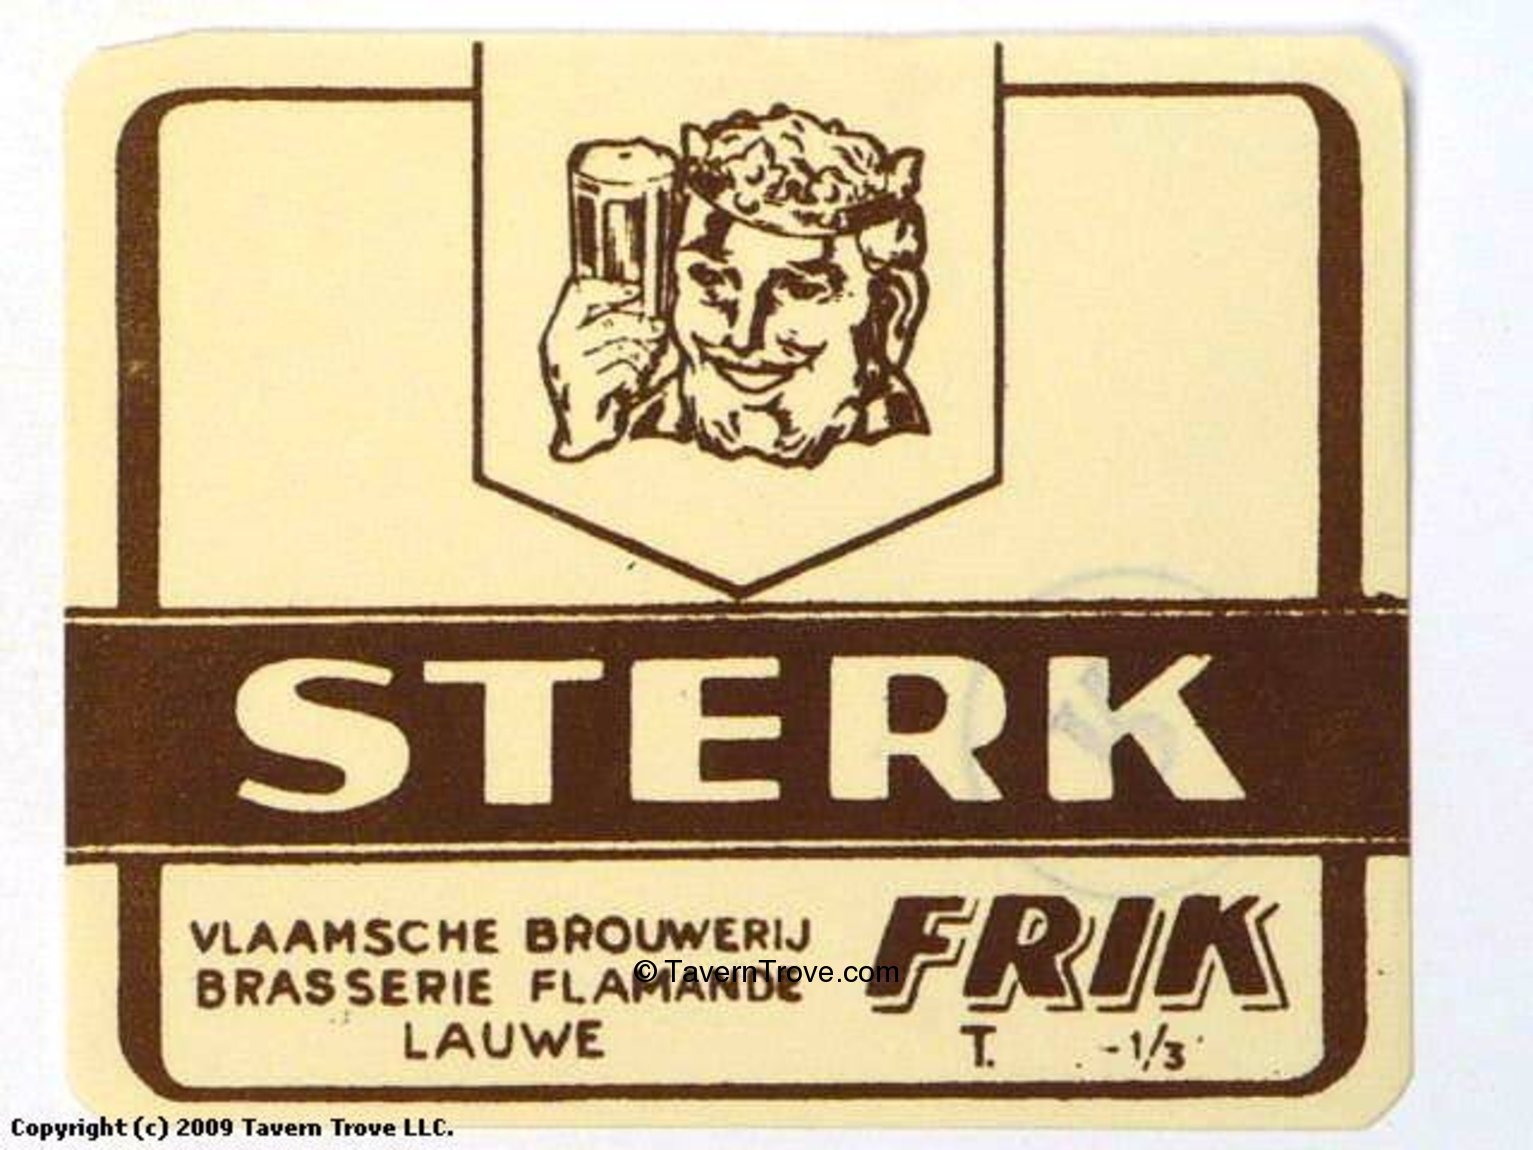 STERK
VLAAMSCHE BROUWERIJ
BRASSERIE FLAMANDE
LAUWE
FRIK
T. -1/3
© TavernTrove.com
Copyright (c) 2009 Tavern Trove LLC.